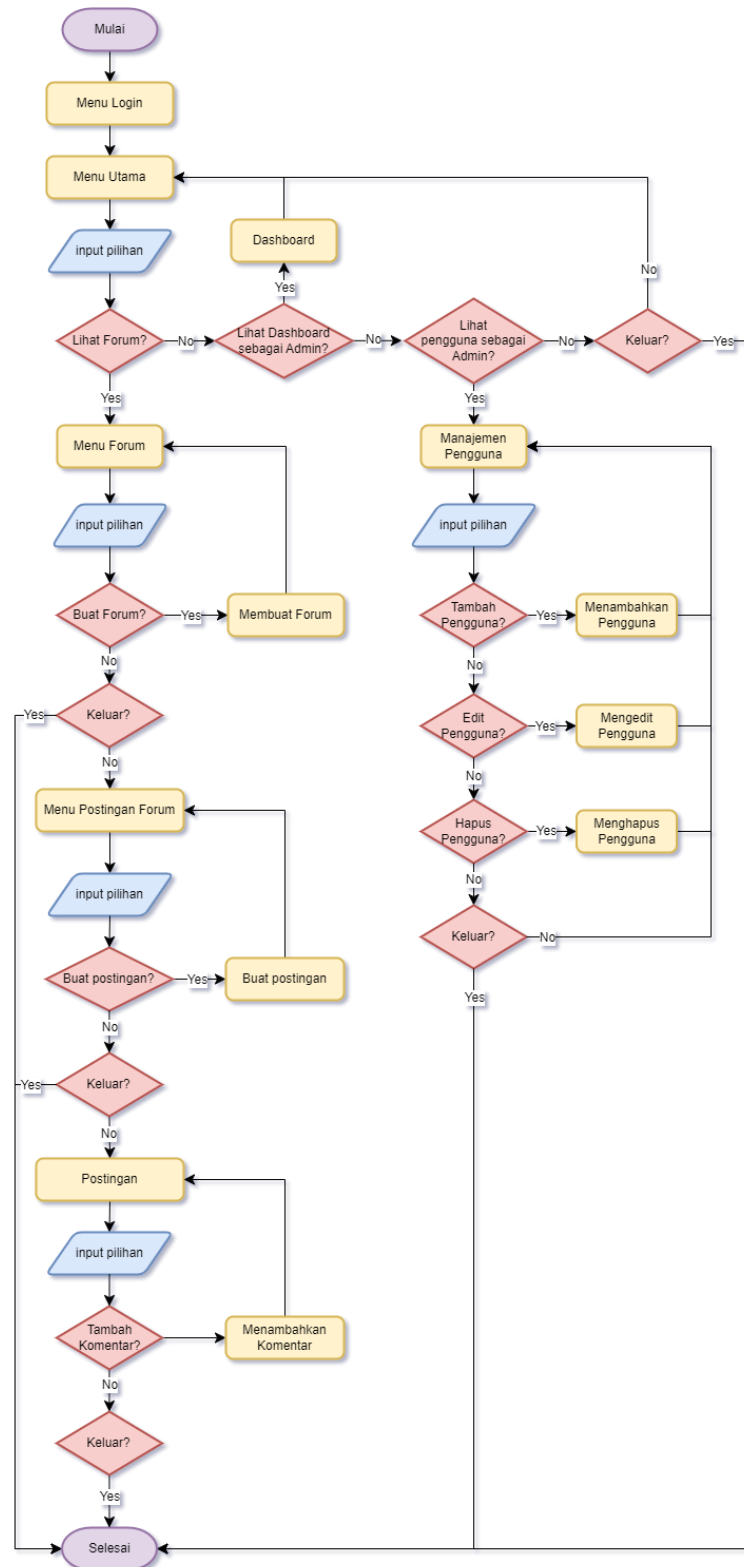 Mulai
Menu Login
Menu Utama
input pilihan
Dashboard
Yes
No
Lihat Forum?
No
Lihat Dashboard
sebagai Admin?
No
Lihat
pengguna sebagai
Admin?
No
Keluar?
Yes
Yes
Yes
Menu Forum
Manajemen
Pengguna
input pilihan
input pilihan
Buat Forum?
Yes
Membuat Forum
Tambah
Pengguna?
Yes
Menambahkan
Pengguna
No
No
Yes
Keluar?
Edit
Pengguna?
Yes
Mengedit
Pengguna
No
No
Menu Postingan Forum
Hapus
Pengguna?
Yes
Menghapus
Pengguna
input pilihan
No
Keluar?
No
Buat postingan?
Yes
Buat postingan
Yes
No
Yes
Keluar?
No
Postingan
input pilihan
Tambah
Komentar?
Menambahkan
Komentar
No
Keluar?
Yes
Selesai